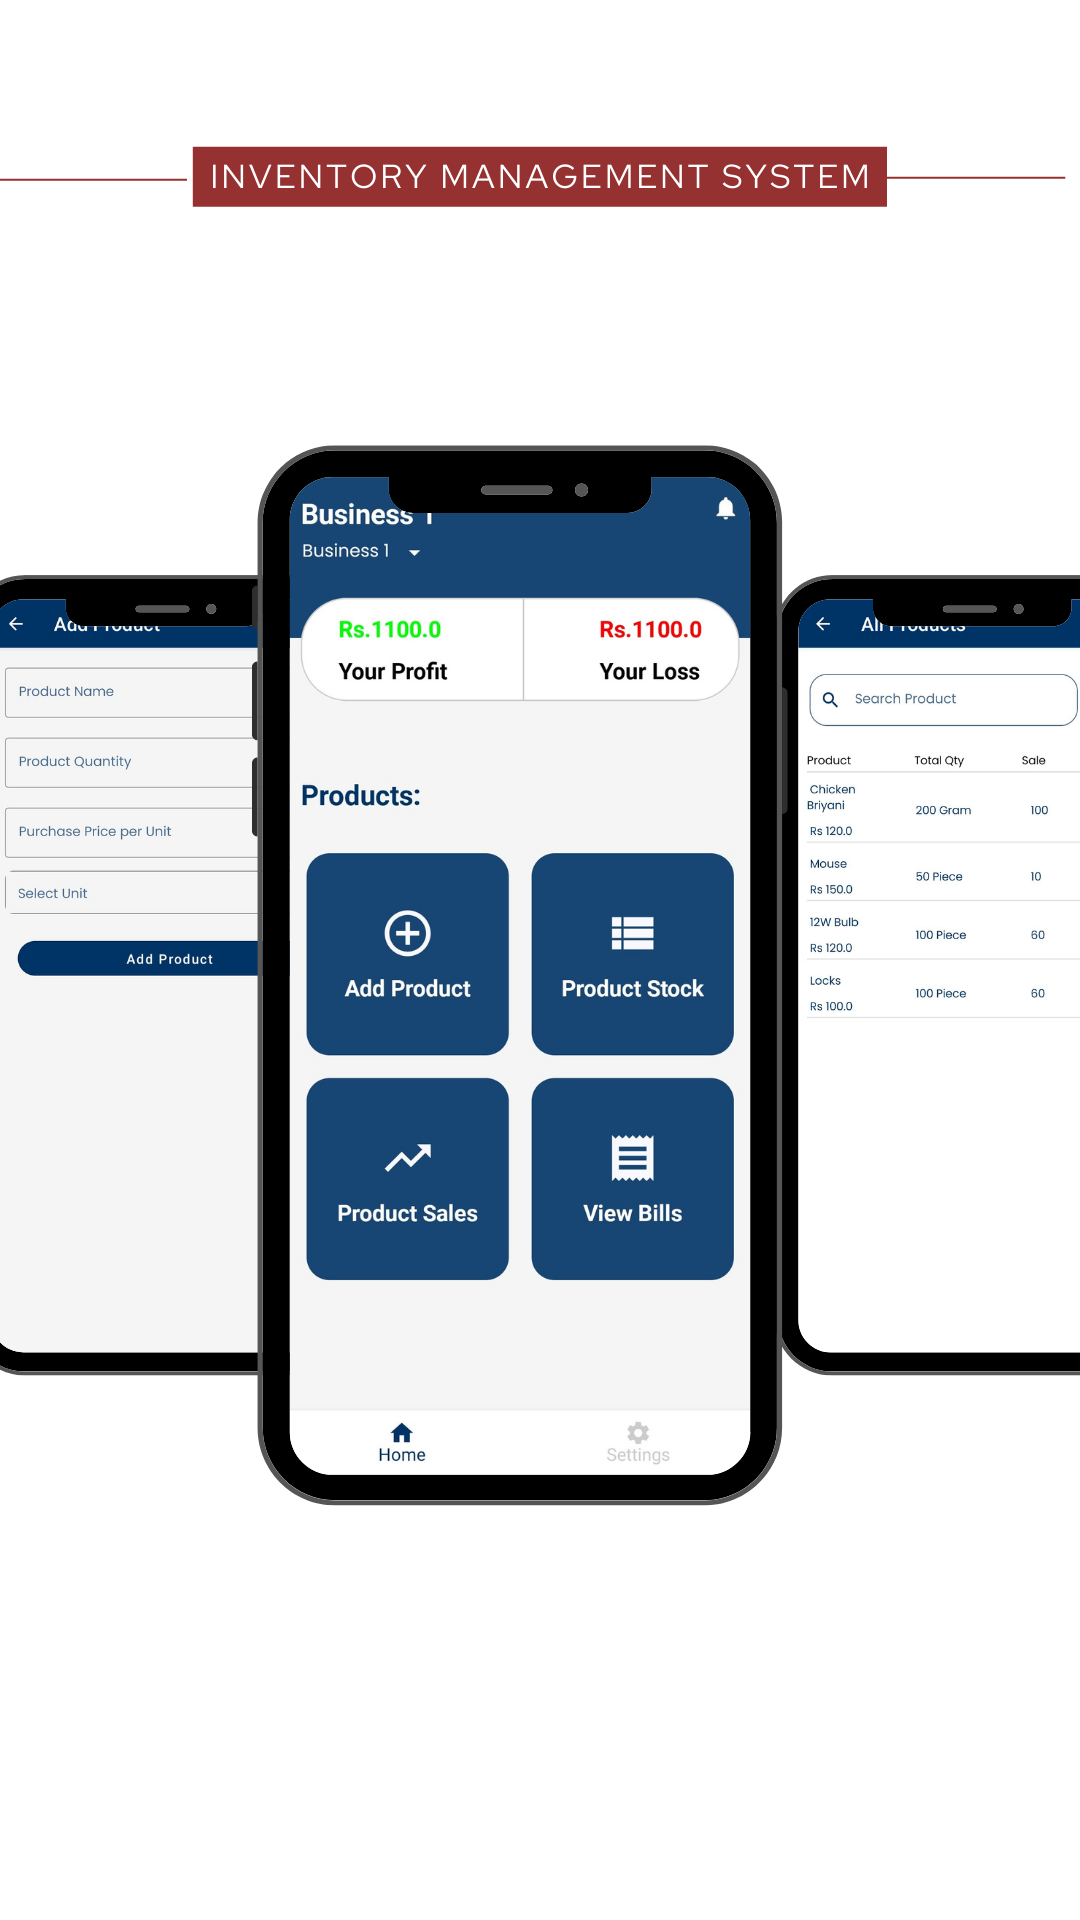 INVENTORY MANAGEMENT SYSTEM
Business 1
Business 1
Rs.1100.0
Your Profit
Rs.1100.0
Your Loss
Products:
Add Product
Product Stock
Product Sales
View Bills
Home
Settings
Add Product
Product Name
Product Quantity
Purchase Price per Unit
Select Unit
Add Product
All Products
Search Product
Product Total Qty Sale
Chicken
Briyani
Rs 120.0
200 Gram 100
Mouse
Rs 150.0
50 Piece 10
12W Bulb
Rs 120.0
100 Piece 60
Locks
Rs 100.0
100 Piece 60